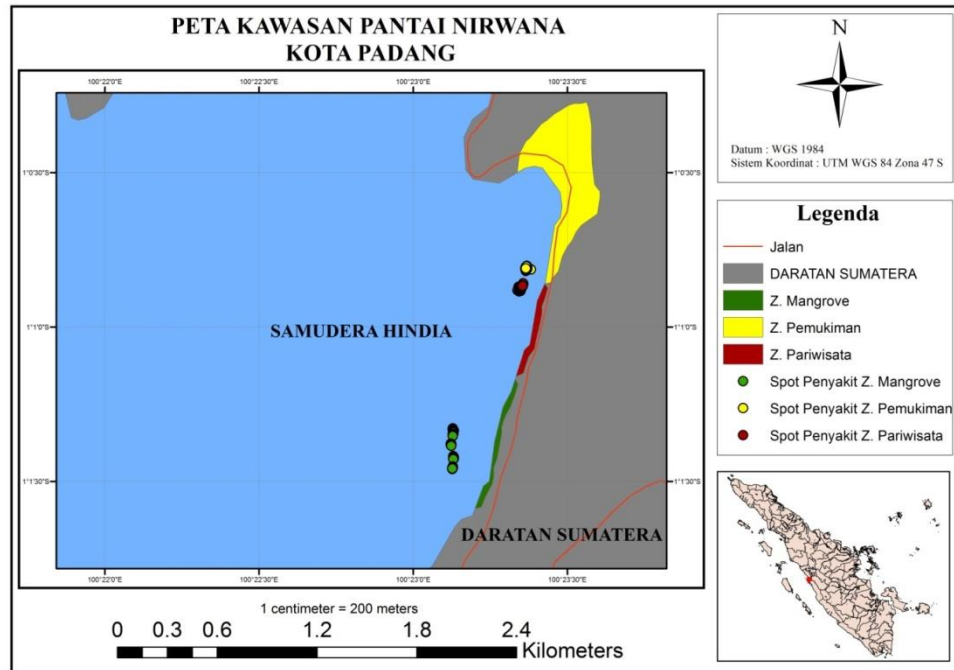 PETA KAWASAN PANTAI NIRWANA
KOTA PADANG
100°22'0"E 100°22'30"E 100°23'0"E 100°23'30"E
1°0'30"S 1°0'30"S
1°1'0"S 1°1'0"S
1°1'30"S 1°1'30"S
SAMUDERA HINDIA
DARATAN SUMATERA
100°22'0"E 100°22'30"E 100°23'0"E 100°23'30"E
1 centimeter = 200 meters
0 0.3 0.6 1.2 1.8 2.4
Kilometers
N
Datum : WGS 1984
Sistem Koordinat : UTM WGS 84 Zona 47 S
Legenda
Jalan
DARATAN SUMATERA
Z. Mangrove
Z. Pemukiman
Z. Pariwisata
Spot Penyakit Z. Mangrove
Spot Penyakit Z. Pemukiman
Spot Penyakit Z. Pariwisata